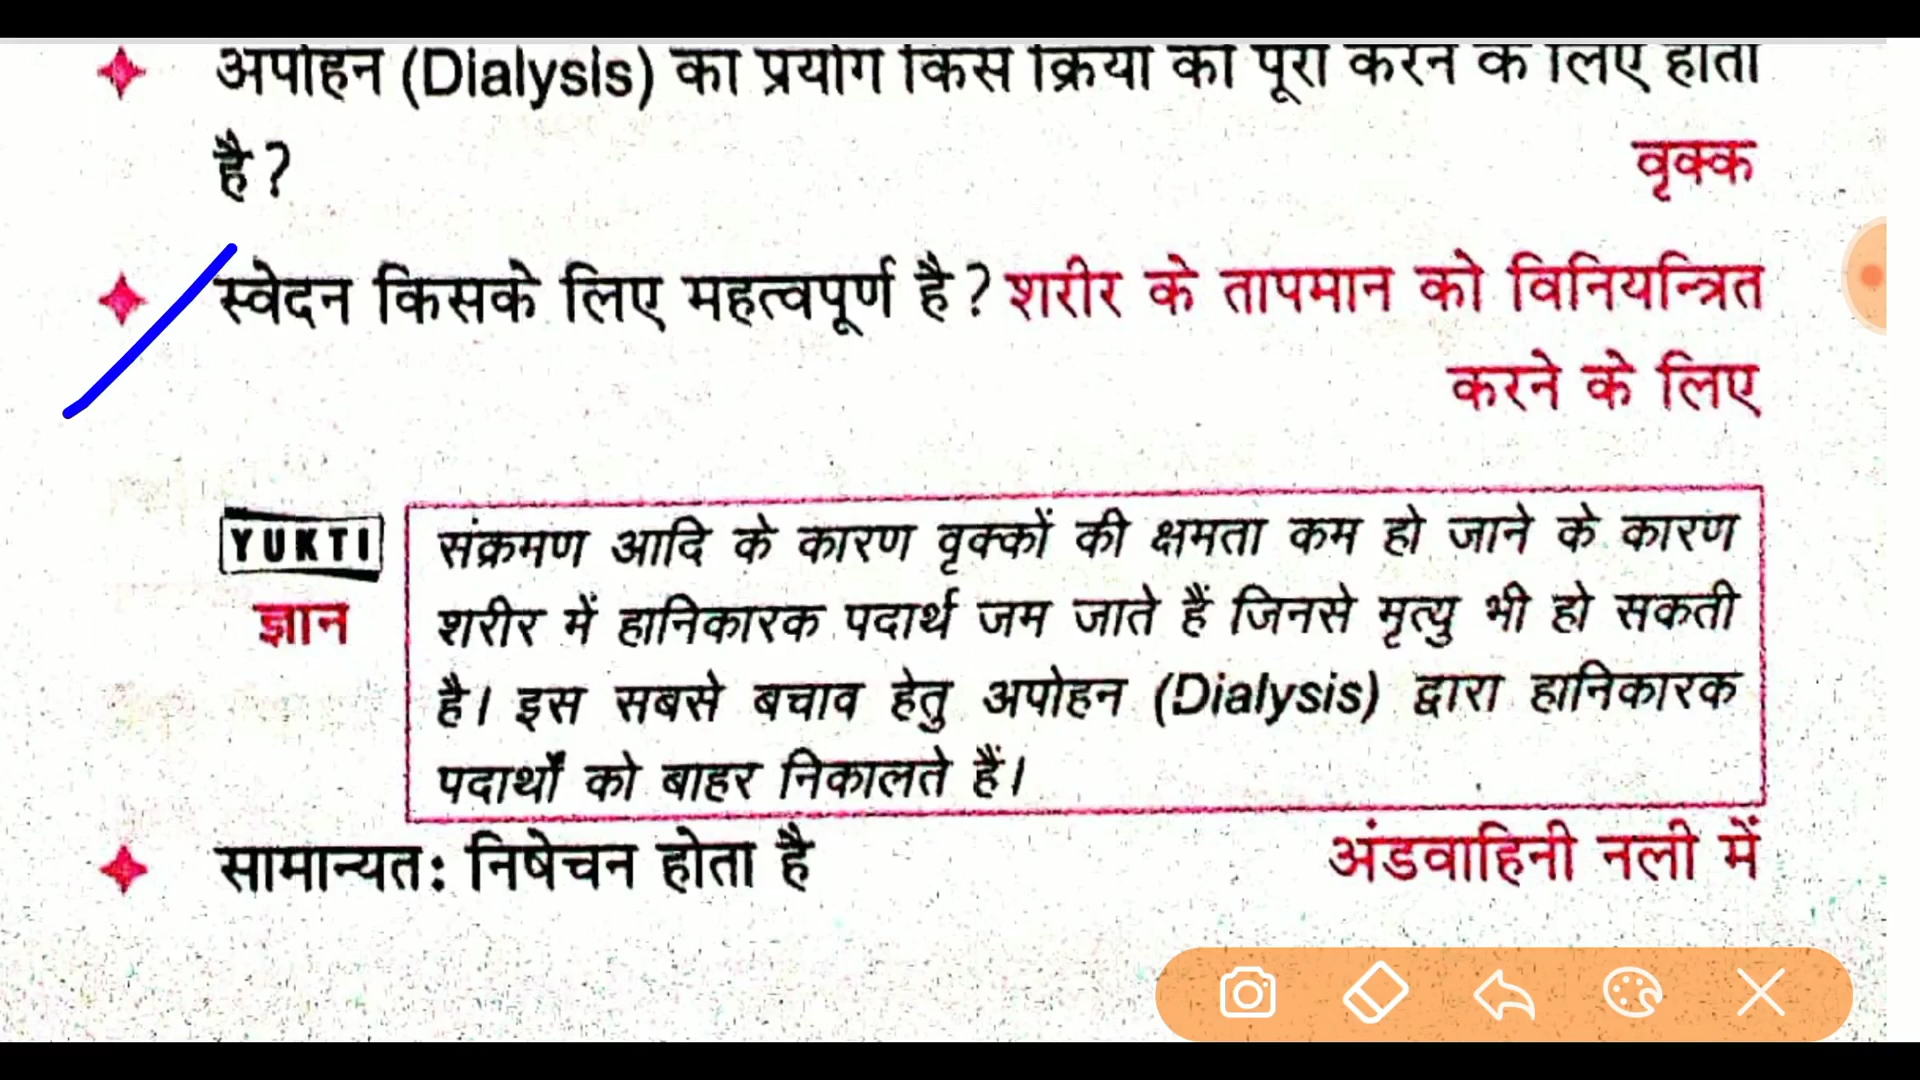 अपोहन (Dialysis) का प्रयोग किस क्रिया को पूरा करने के लिए होता
है? वृक्क
स्वेदन किसके लिए महत्वपूर्ण है? शरीर के तापमान को विनियन्त्रित
करने के लिए
YUKTI
ज्ञान
संक्रमण आदि के कारण वृक्कों की क्षमता कम हो जाने के कारण
शरीर में हानिकारक पदार्थ जम जाते हैं जिनसे मृत्यु भी हो सकती
है। इस सबसे बचाव हेतु अपोहन (Dialysis) द्वारा हानिकारक
पदार्थों को बाहर निकालते हैं।
सामान्यत: निषेचन होता है अंडवाहिनी नली में